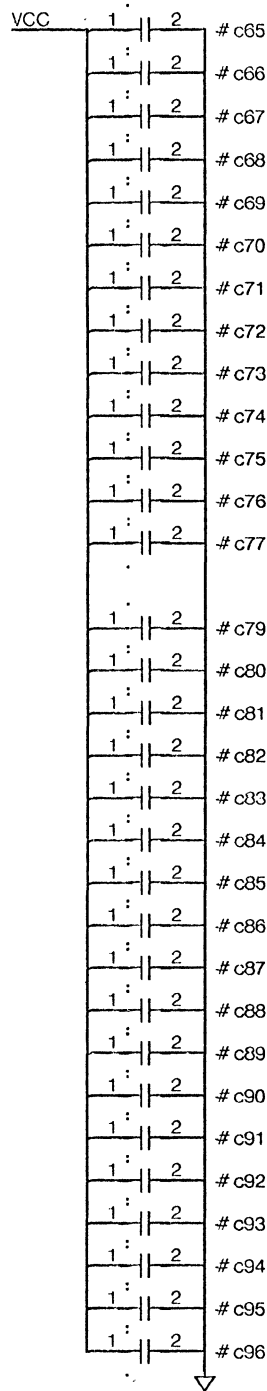 VCC 1 2 # c65
1 2 # c66
1 2 # c67
1 2 # c68
1 2 # c69
1 2 # c70
1 2 # c71
1 2 # c72
1 2 # c73
1 2 # c74
1 2 # c75
1 2 # c76
1 2 # c77
1 2 # c79
1 2 # c80
1 2 # c81
1 2 # c82
1 2 # c83
1 2 # c84
1 2 # c85
1 2 # c86
1 2 # c87
1 2 # c88
1 2 # c89
1 2 # c90
1 2 # c91
1 2 # c92
1 2 # c93
1 2 # c94
1 2 # c95
1 2 # c96